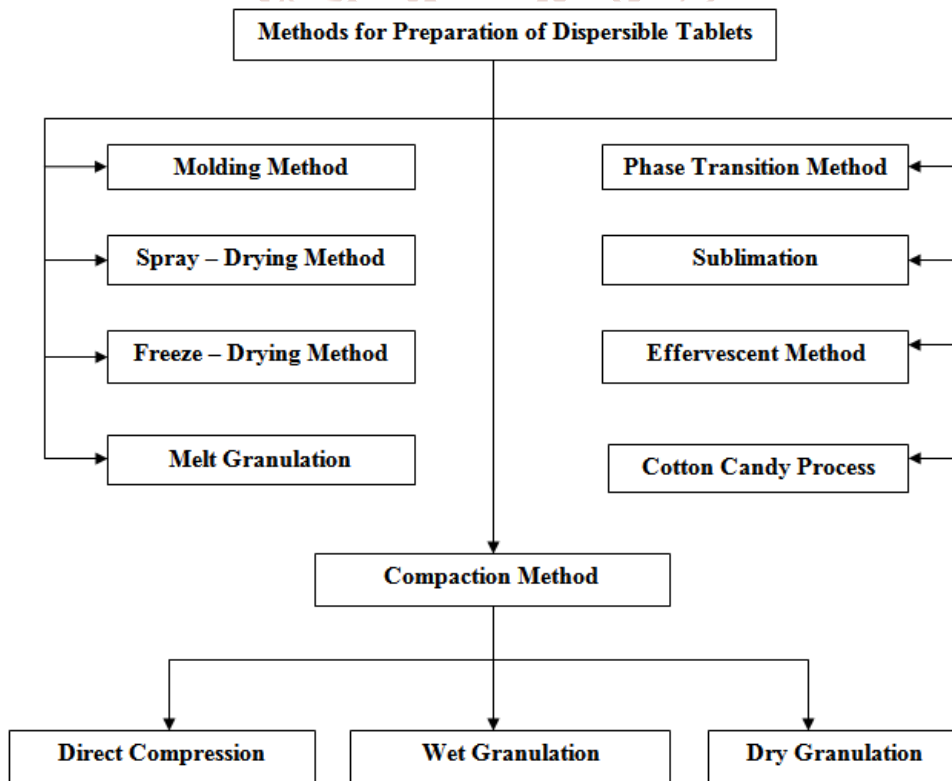 Methods for Preparation of Dispersible Tablets
Molding Method
Phase Transition Method
Spray – Drying Method
Sublimation
Freeze – Drying Method
Effervescent Method
Melt Granulation
Cotton Candy Process
Compaction Method
Direct Compression
Wet Granulation
Dry Granulation